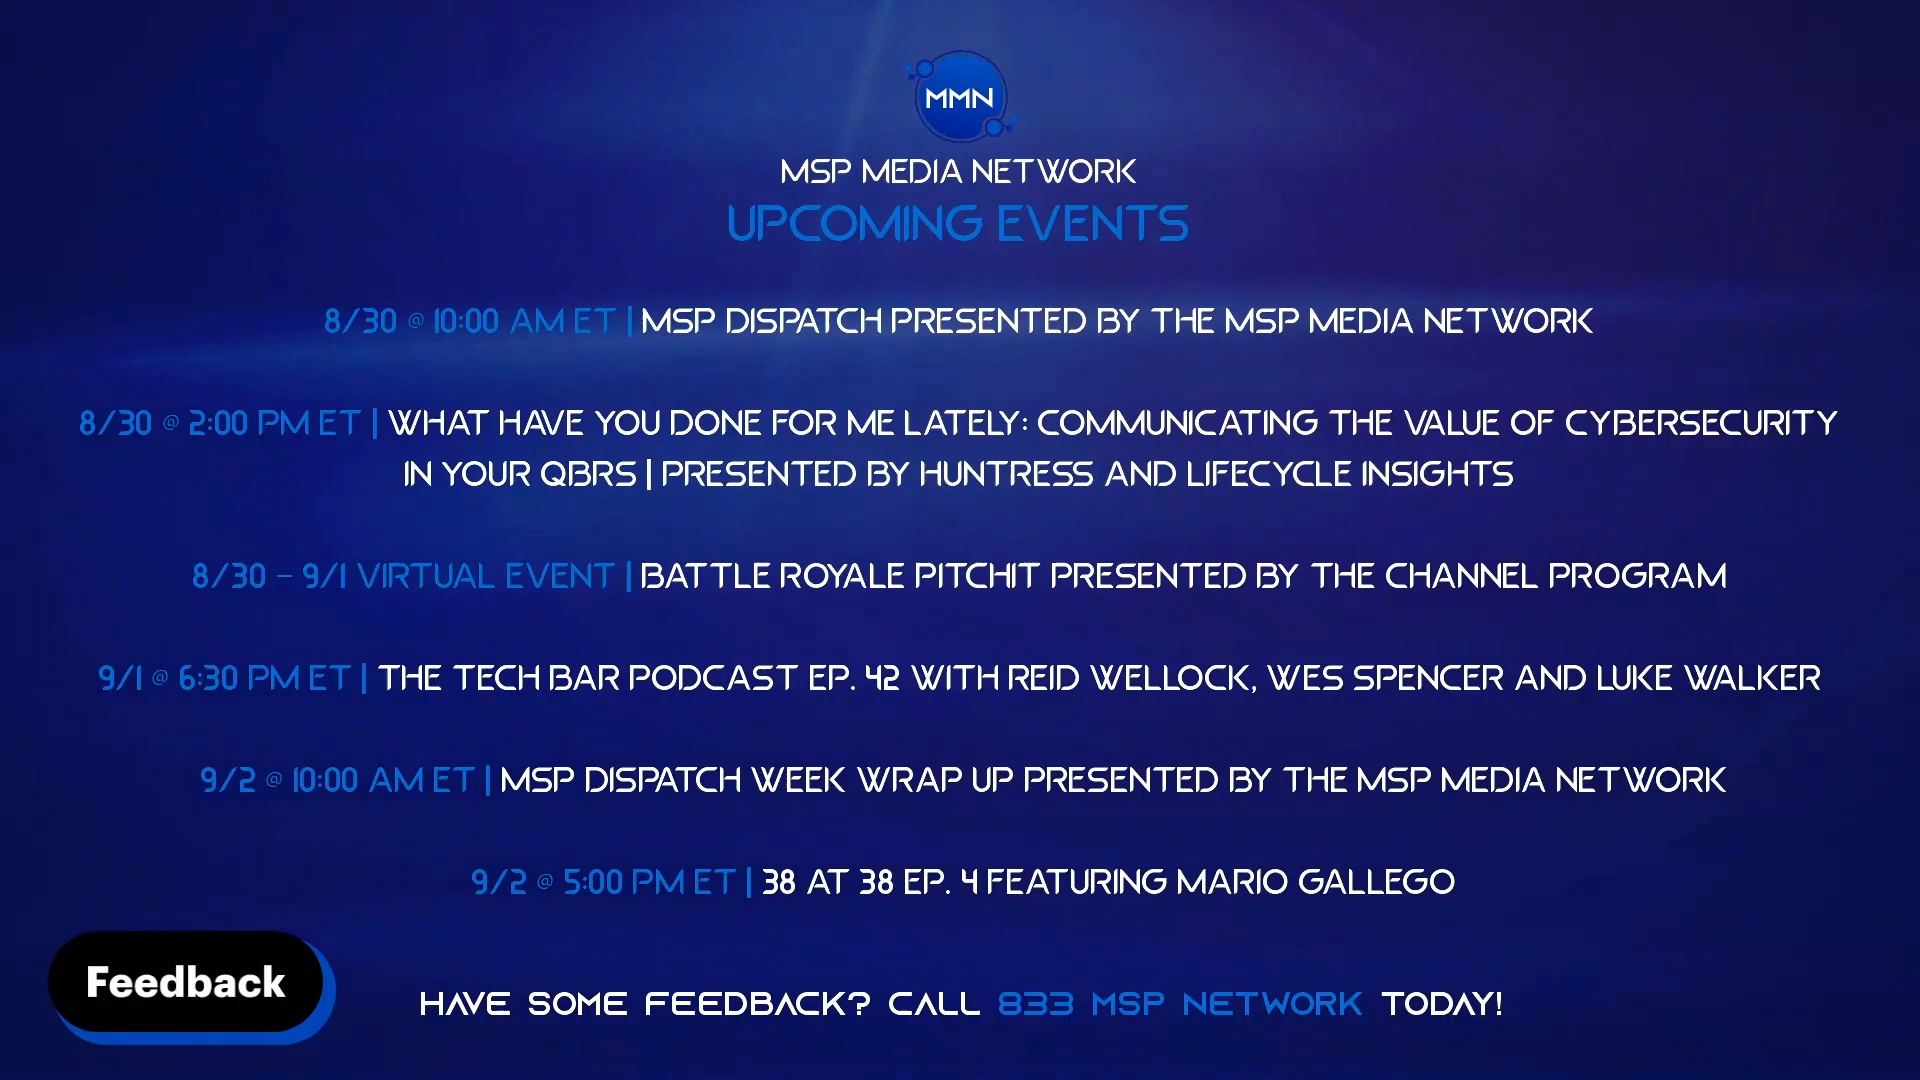 MMN
MSP MEDIA NETWORK
UPCOMING EVENTS
8/30 @ 10:00 AM ET | MSP DISPATCH PRESENTED BY THE MSP MEDIA NETWORK
8/30 @ 2:00 PM ET | WHAT HAVE YOU DONE FOR ME LATELY: COMMUNICATING THE VALUE OF CYBERSECURITY
IN YOUR QBRS | PRESENTED BY HUNTRESS AND LIFECYCLE INSIGHTS
8/30 - 9/1 VIRTUAL EVENT | BATTLE ROYALE PITCHIT PRESENTED BY THE CHANNEL PROGRAM
9/1 @ 6:30 PM ET | THE TECH BAR PODCAST EP. 42 WITH REID WELLOCK, WES SPENCER AND LUKE WALKER
9/2 @ 10:00 AM ET | MSP DISPATCH WEEK WRAP UP PRESENTED BY THE MSP MEDIA NETWORK
9/2 @ 5:00 PM ET | 38 AT 38 EP. 4 FEATURING MARIO GALLEGO
Feedback
HAVE SOME FEEDBACK? CALL 833 MSP NETWORK TODAY!